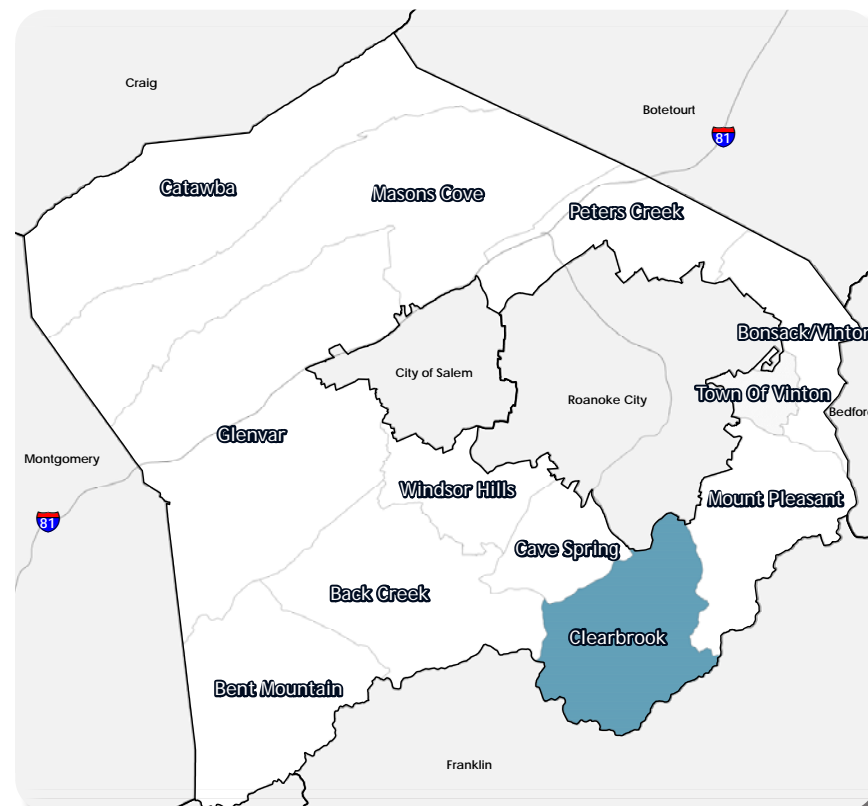 Craig
Botetourt
81
Catawba
Masons Cove
Peters Creek
Bonsack/Vinton
City of Salem
Roanoke City
Town Of Vinton
Bedfor
Glenvar
Montgomery
Windsor Hills
Mount Pleasant
81
Cave Spring
Back Creek
Clearbrook
Bent Mountain
Franklin